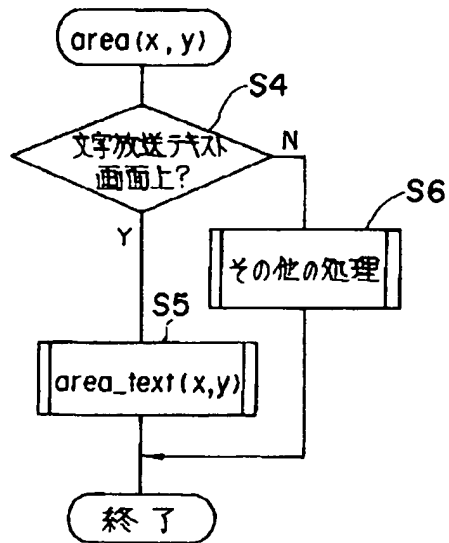 area(x,y)
S4
文字放送テキスト
画面上?
N
S6
Y
その他の処理
S5
area_text(x,y)
終了